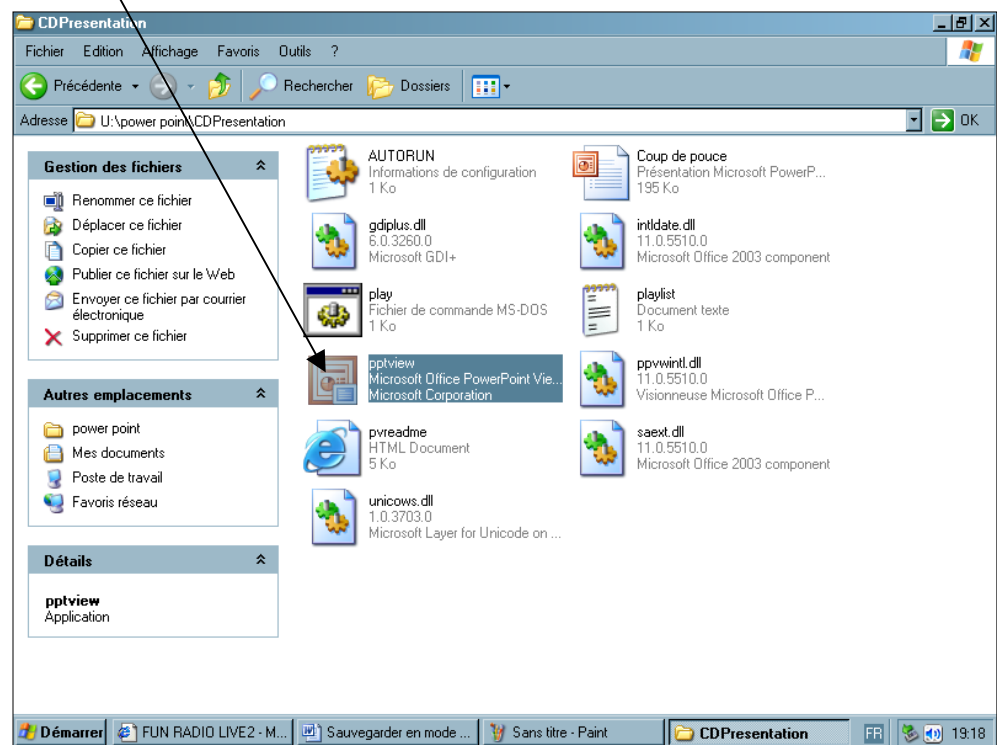 CDPresentation
Fichier Edition Affichage Favoris Outils ?
Précédente Rechercher Dossiers
Adresse U:\power point\CDPresentation OK
Gestion des fichiers
Renommer ce fichier
Déplacer ce fichier
Copier ce fichier
Publier ce fichier sur le Web
Envoyer ce fichier par courrier
électronique
Supprimer ce fichier
Autres emplacements
power point
Mes documents
Poste de travail
Favoris réseau
Détails
pptview
Application
AUTORUN
Informations de configuration
1 Ko
Coup de pouce
Présentation Microsoft PowerP...
195 Ko
gdiplus.dll
6.0.3260.0
Microsoft GDI+
intldate.dll
11.0.5510.0
Microsoft Office 2003 component
play
Fichier de commande MS-DOS
1 Ko
playlist
Document texte
1 Ko
pptview
Microsoft Office PowerPoint Vie...
Microsoft Corporation
ppvwintl.dll
11.0.5510.0
Visionneuse Microsoft Office P...
pvreadme
HTML Document
5 Ko
saext.dll
11.0.5510.0
Microsoft Office 2003 component
unicows.dll
1.0.3703.0
Microsoft Layer for Unicode on ...
Démarrer FUN RADIO LIVE2 - M... Sauvegarder en mode ... Sans titre - Paint CDPresentation FR 19:18